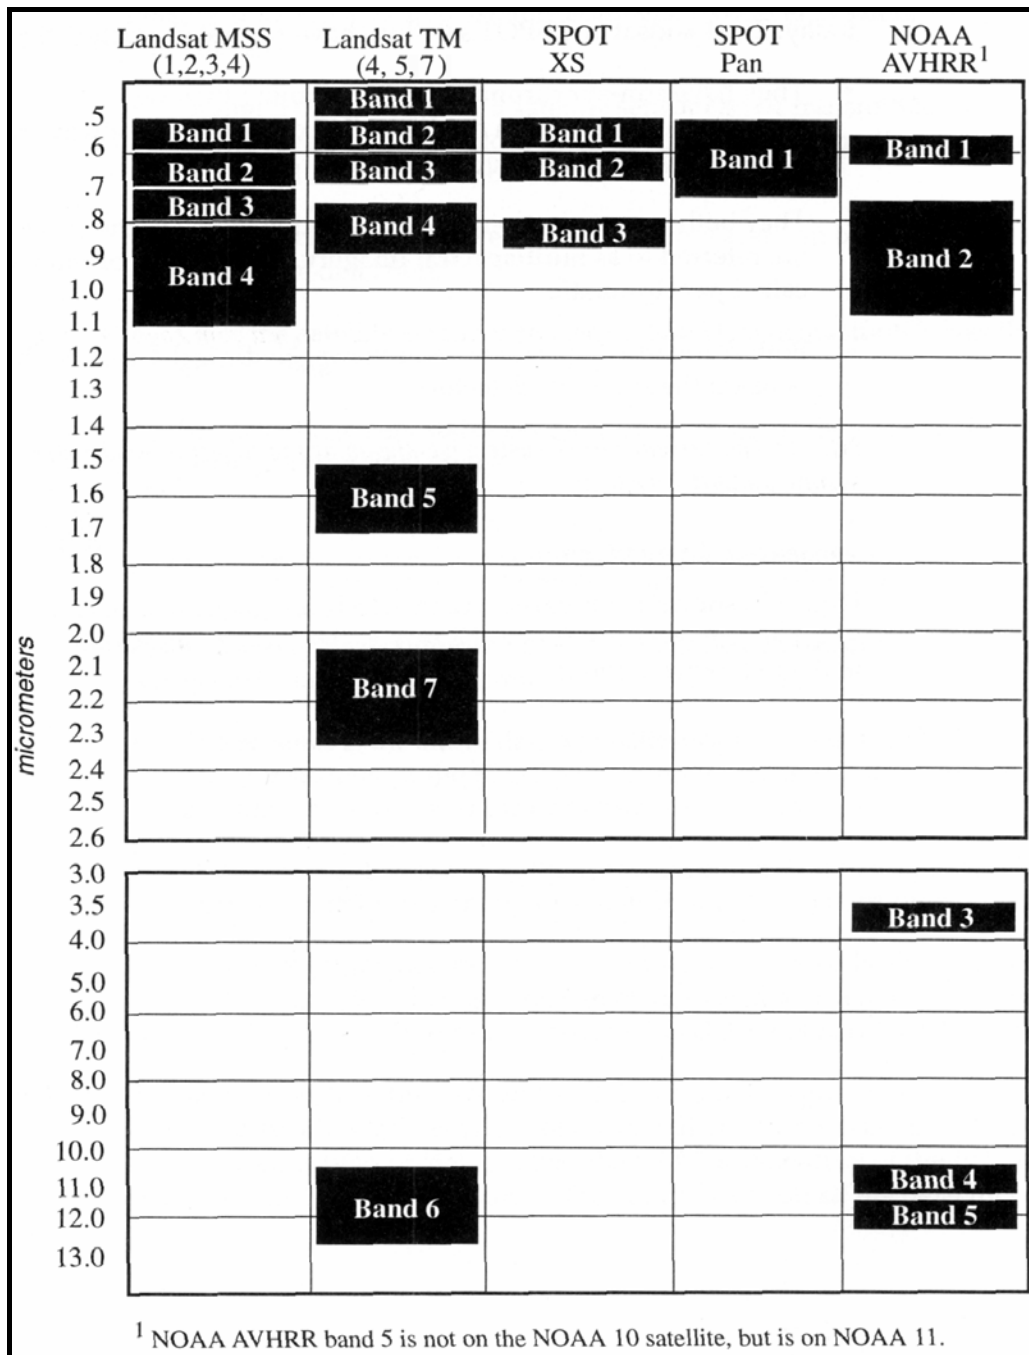 Landsat MSS
(1,2,3,4)
Landsat TM
(4, 5, 7)
SPOT
XS
SPOT
Pan
NOAA
AVHRR1
micrometers
.5
.6
.7
.8
.9
1.0
1.1
1.2
1.3
1.4
1.5
1.6
1.7
1.8
1.9
2.0
2.1
2.2
2.3
2.4
2.5
2.6
3.0
3.5
4.0
5.0
6.0
7.0
8.0
9.0
10.0
11.0
12.0
13.0
Band 1
Band 2
Band 3
Band 4
Band 1
Band 2
Band 3
Band 4
Band 5
Band 7
Band 6
Band 1
Band 2
Band 3
Band 1
Band 1
Band 2
Band 3
Band 4
Band 5
1 NOAA AVHRR band 5 is not on the NOAA 10 satellite, but is on NOAA 11.